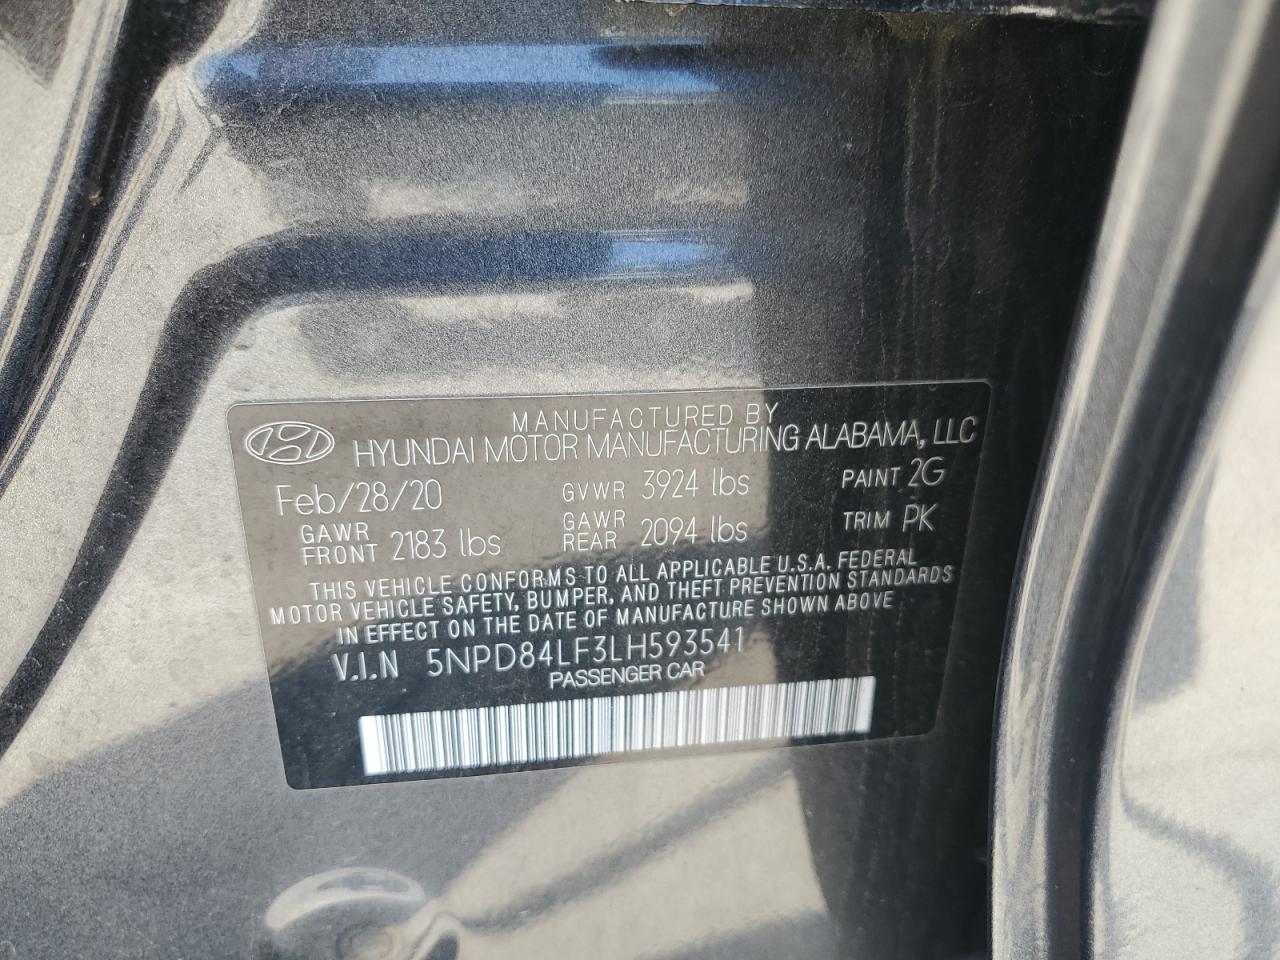 MANUFACTURED BY
HYUNDAI MOTOR MANUFACTURING ALABAMA, LLC
Feb/28/20 GVWR 3924 lbs PAINT 2G
GAWR FRONT 2183 lbs GAWR REAR 2094 lbs TRIM PK
THIS VEHICLE CONFORMS TO ALL APPLICABLE U.S.A. FEDERAL
MOTOR VEHICLE SAFETY, BUMPER, AND THEFT PREVENTION STANDARDS
IN EFFECT ON THE DATE OF MANUFACTURE SHOWN ABOVE
V.I.N 5NPD84LF3LH593541
PASSENGER CAR